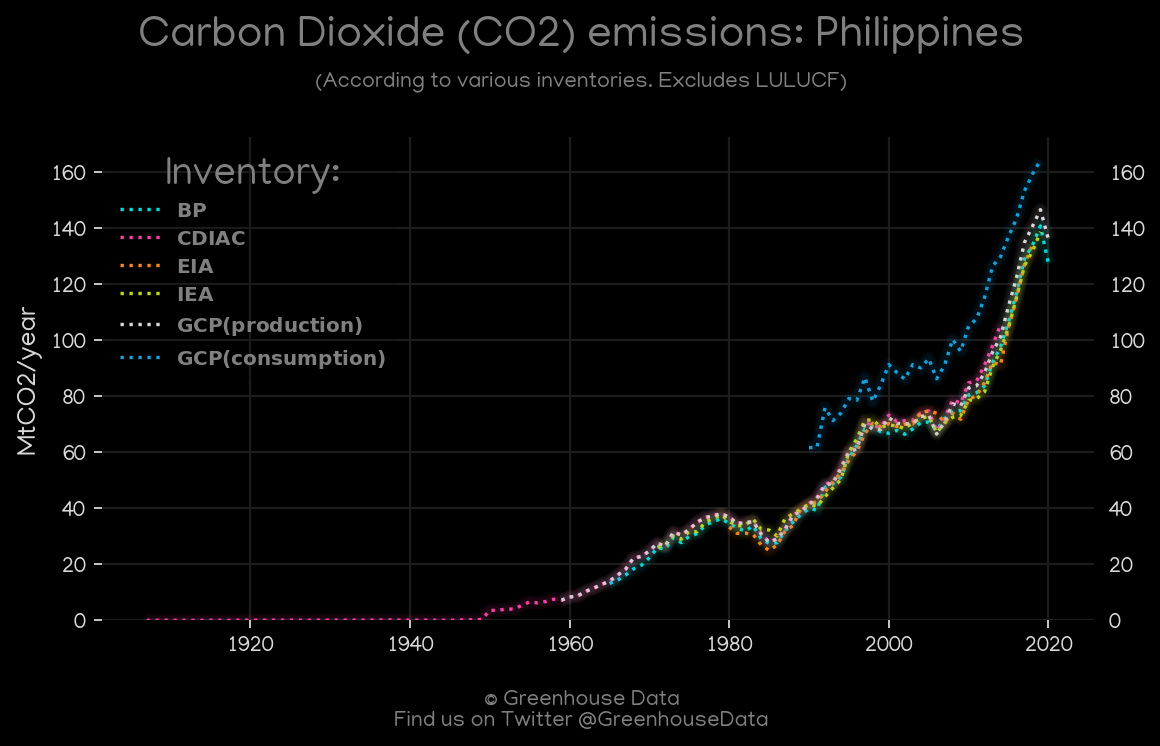 Carbon Dioxide (CO2) emissions: Philippines
(According to various inventories. Excludes LULUCF)
Inventory:
BP
CDIAC
EIA
IEA
GCP(production)
GCP(consumption)
MtCO2/year
160
140
120
100
80
60
40
20
0
160
140
120
100
80
60
40
20
0
1920
1940
1960
1980
2000
2020
© Greenhouse Data
Find us on Twitter @GreenhouseData